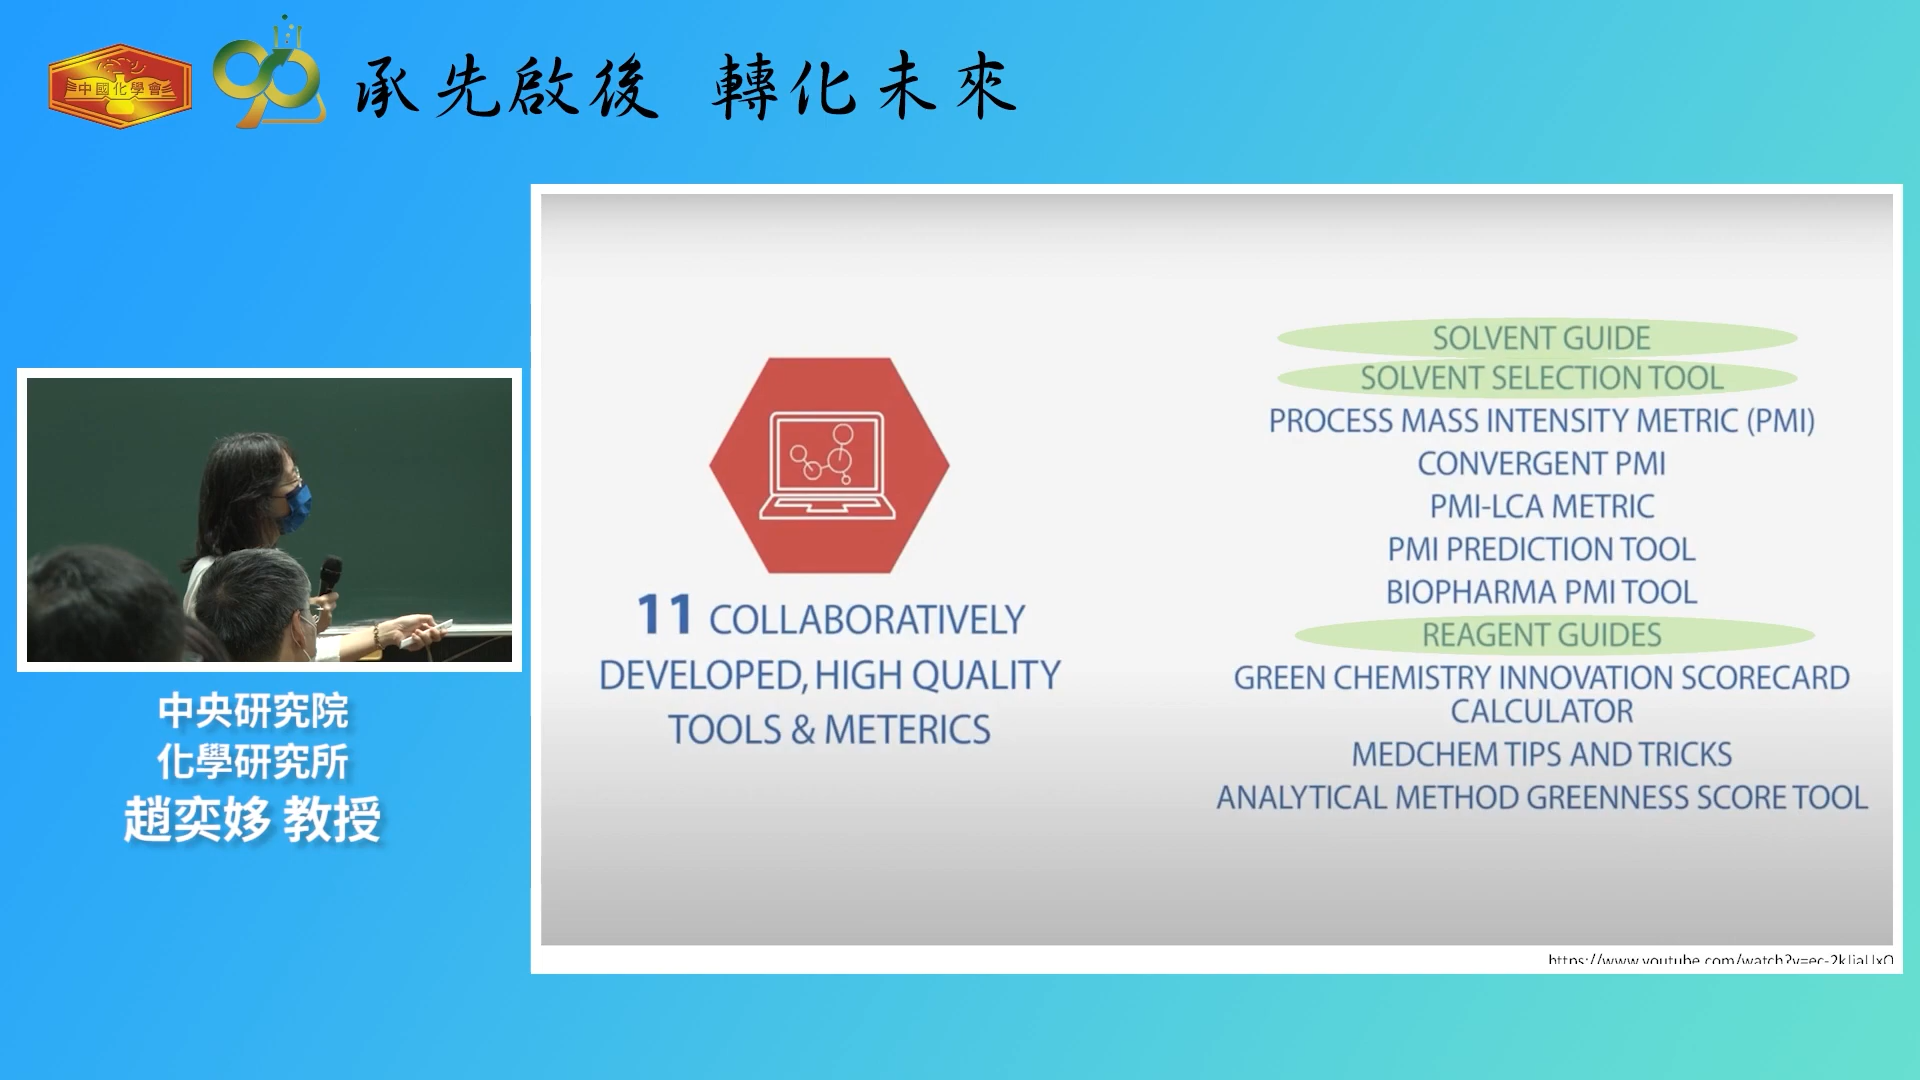 中國化學會
90
承先啟後 轉化未來
11 COLLABORATIVELY
DEVELOPED, HIGH QUALITY
TOOLS & METERICS
SOLVENT GUIDE
SOLVENT SELECTION TOOL
PROCESS MASS INTENSITY METRIC (PMI)
CONVERGENT PMI
PMI-LCA METRIC
PMI PREDICTION TOOL
BIOPHARMA PMI TOOL
REAGENT GUIDES
GREEN CHEMISTRY INNOVATION SCORECARD
CALCULATOR
MEDCHEM TIPS AND TRICKS
ANALYTICAL METHOD GREENNESS SCORE TOOL
中央研究院
化學研究所
趙奕姼 教授